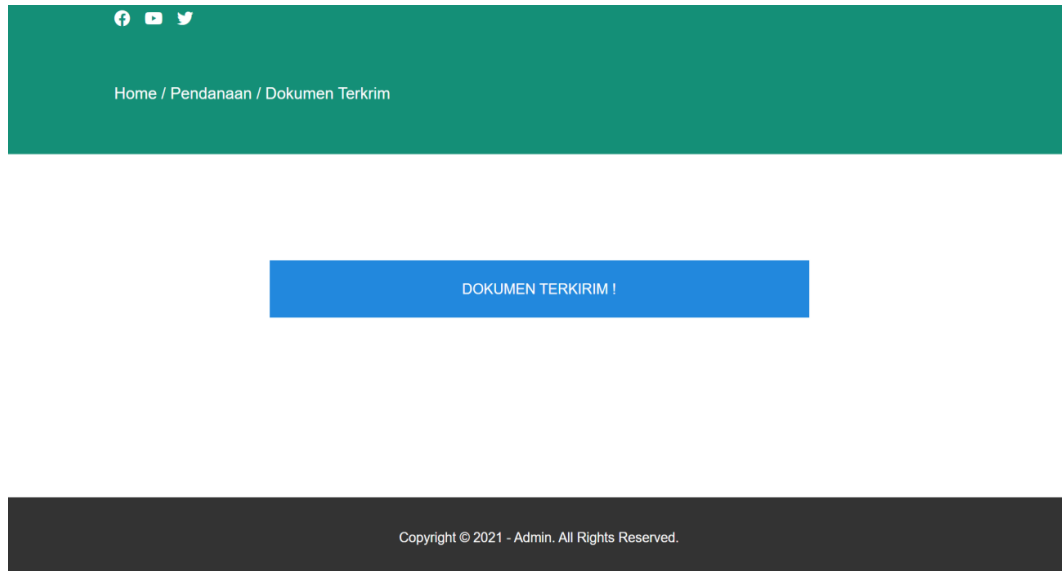 Home / Pendanaan / Dokumen Terkrim
DOKUMEN TERKIRIM !
Copyright © 2021 - Admin. All Rights Reserved.